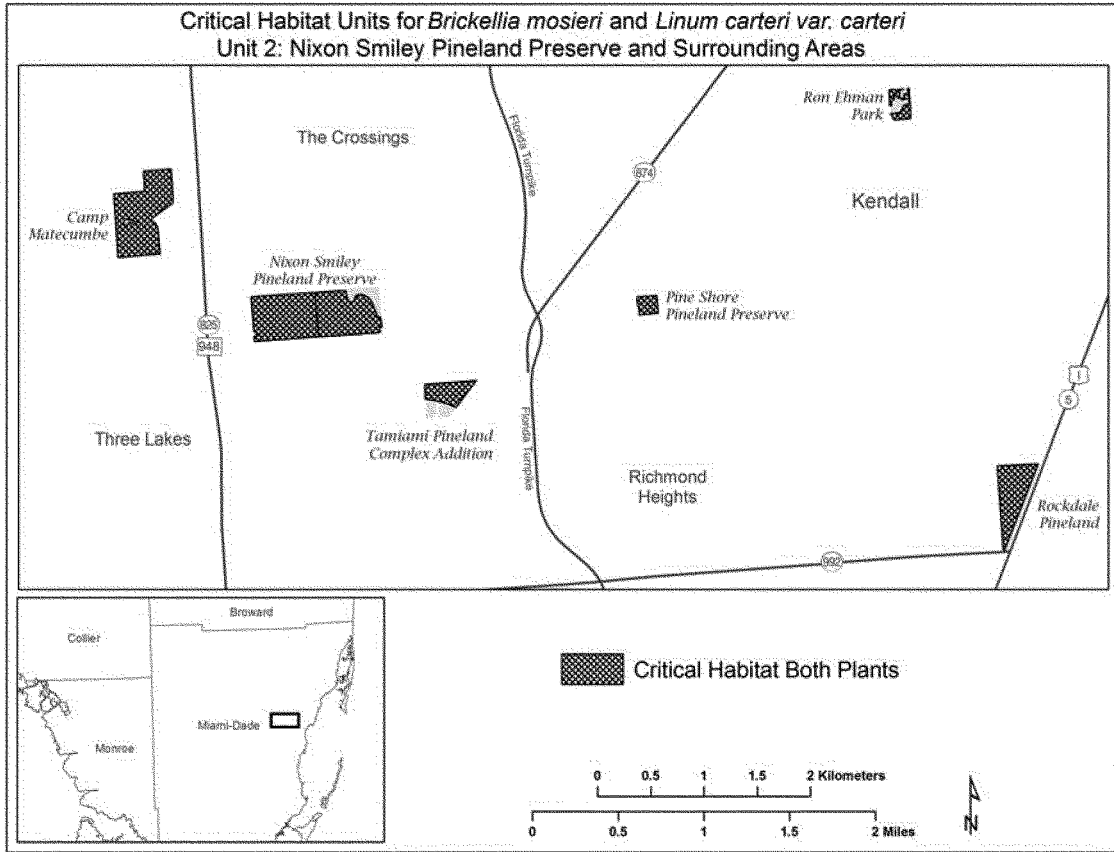 Critical Habitat Units for Brickellia mosieri and Linum carteri var. carteri
Unit 2: Nixon Smiley Pineland Preserve and Surrounding Areas
Ron Ehman
Park
The Crossings
Florida Turnpike
874
Kendall
Camp
Matecumbe
Nixon Smiley
Pineland Preserve
Pine Shore
Pineland Preserve
825
948
1
5
Three Lakes
Tamiami Pineland
Complex Addition
Florida Turnpike
Richmond
Heights
Rockdale
Pineland
992
Broward
Collier
Miami-Dade
Monroe
Critical Habitat Both Plants
0 0.5 1 1.5 2 Kilometers
0 0.5 1 1.5 2 Miles
N